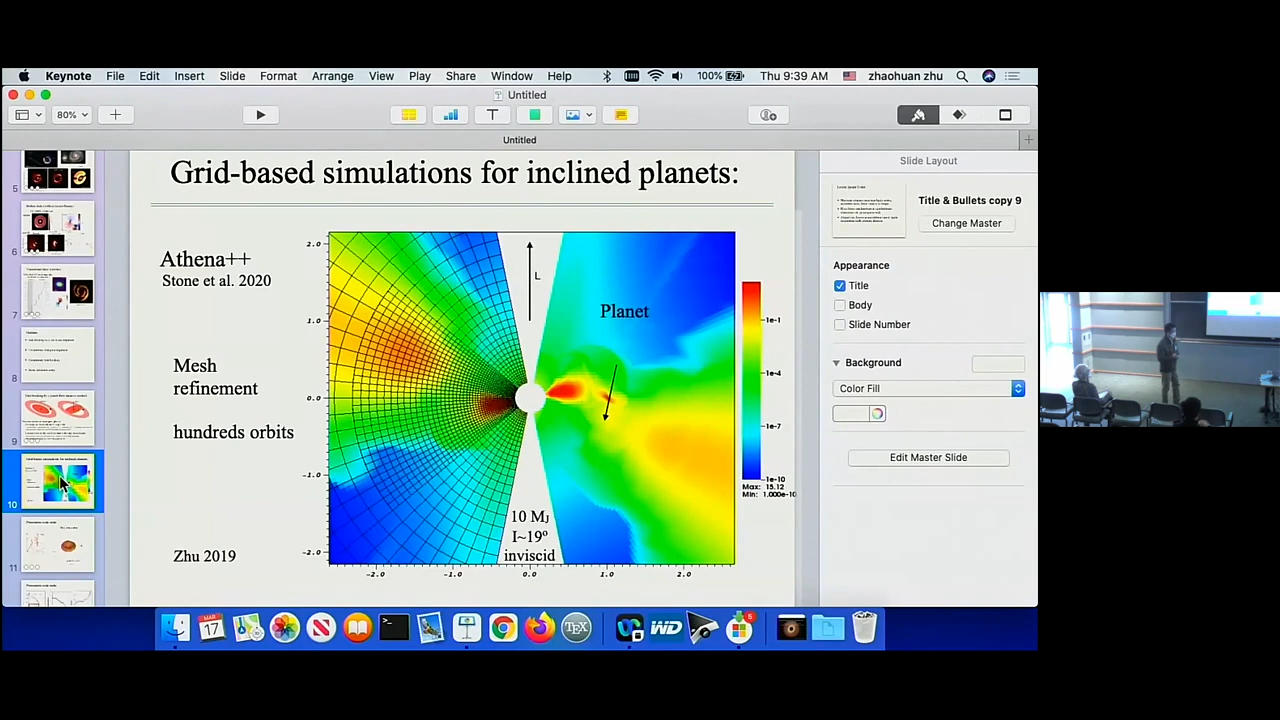 Keynote File Edit Insert Slide Format Arrange View Play Share Window Help 100% Thu 9:39 AM zhaohuan zhu
Untitled
80%
Untitled
5
6
7
8
9
10
11
Grid-based simulations for inclined planets:
Athena++
Stone et al. 2020
Mesh
refinement
hundreds orbits
Zhu 2019
2.0
1.0
0.0
-1.0
-2.0
L
Planet
10 MJ
I~19º
inviscid
-2.0 -1.0 0.0 1.0 2.0
1e-1
1e-4
1e-7
1e-10
Max: 15.12
Min: 1.000e-10
Slide Layout
Title & Bullets copy 9
Change Master
Appearance
Title
Body
Slide Number
Background
Color Fill
Edit Master Slide
MAR
17
TEX
WD
5